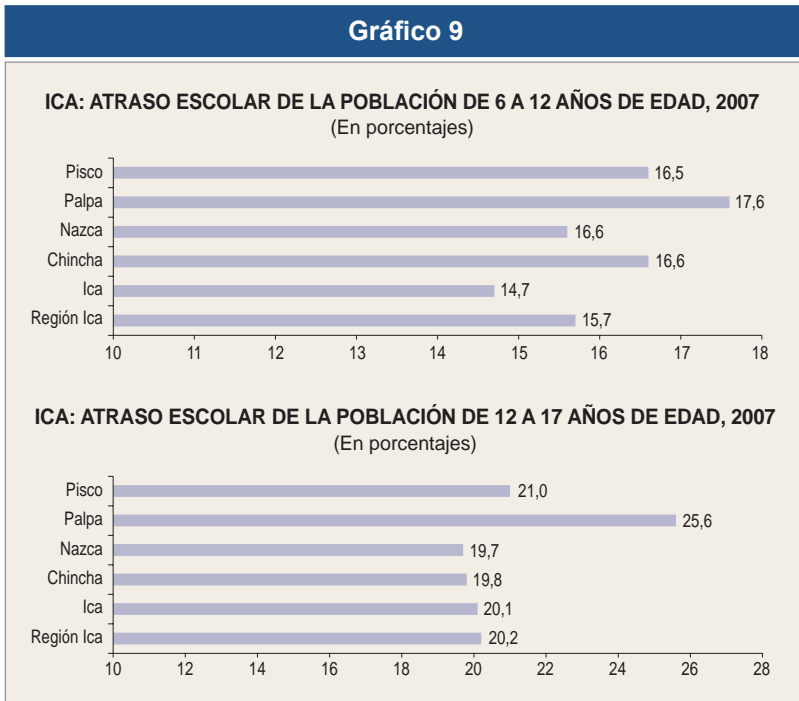 Gráfico 9
ICA: ATRASO ESCOLAR DE LA POBLACIÓN DE 6 A 12 AÑOS DE EDAD, 2007
(En porcentajes)
Pisco 16,5
Palpa 17,6
Nazca 16,6
Chincha 16,6
Ica 14,7
Región Ica 15,7
10 11 12 13 14 15 16 17 18
ICA: ATRASO ESCOLAR DE LA POBLACIÓN DE 12 A 17 AÑOS DE EDAD, 2007
(En porcentajes)
Pisco 21,0
Palpa 25,6
Nazca 19,7
Chincha 19,8
Ica 20,1
Región Ica 20,2
10 12 14 16 18 20 22 24 26 28